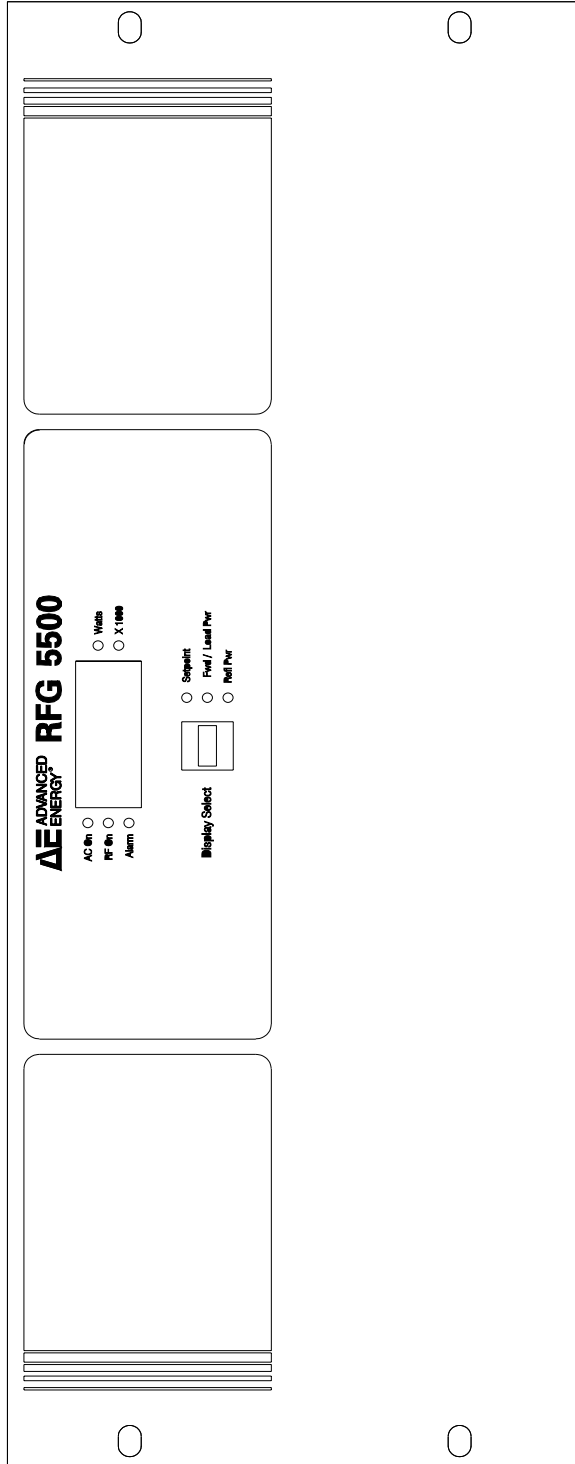 ADVANCED
ENERGY®
RFG 5500
AC On
RF On
Alarm
Watts
X 1000
Display Select
Setpoint
Fwd / Load Pwr
Refl Pwr